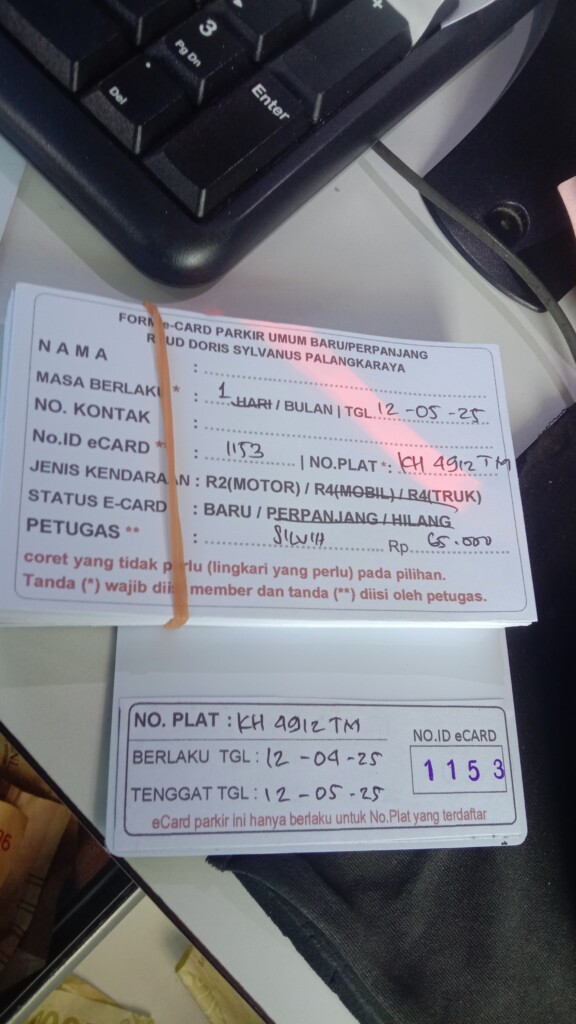 3
Pg Dn
.
Del
Enter
+
FORM e-CARD PARKIR UMUM BARU/PERPANJANG
R UD DORIS SYLVANUS PALANGKARAYA
N A M A :
MASA BERLAKU * : 1 HARI / BULAN | TGL. 12 - 05 - 25
NO. KONTAK :
No.ID eCARD * : 1153 | NO.PLAT * : KH 4912 TM
JENIS KENDARAAN : R2(MOTOR) / R4(MOBIL) / R4(TRUK)
STATUS E-CARD : BARU / PERPANJANG / HILANG
PETUGAS ** : SILVIA Rp. 65.000
coret yang tidak perlu (lingkari yang perlu) pada pilihan.
Tanda (*) wajib diisi member dan tanda (**) diisi oleh petugas.
NO. PLAT : KH 4912 TM
BERLAKU TGL : 12 - 04 - 25
TENGGAT TGL : 12 - 05 - 25
NO.ID eCARD
1153
eCard parkir ini hanya berlaku untuk No.Plat yang terdaftar